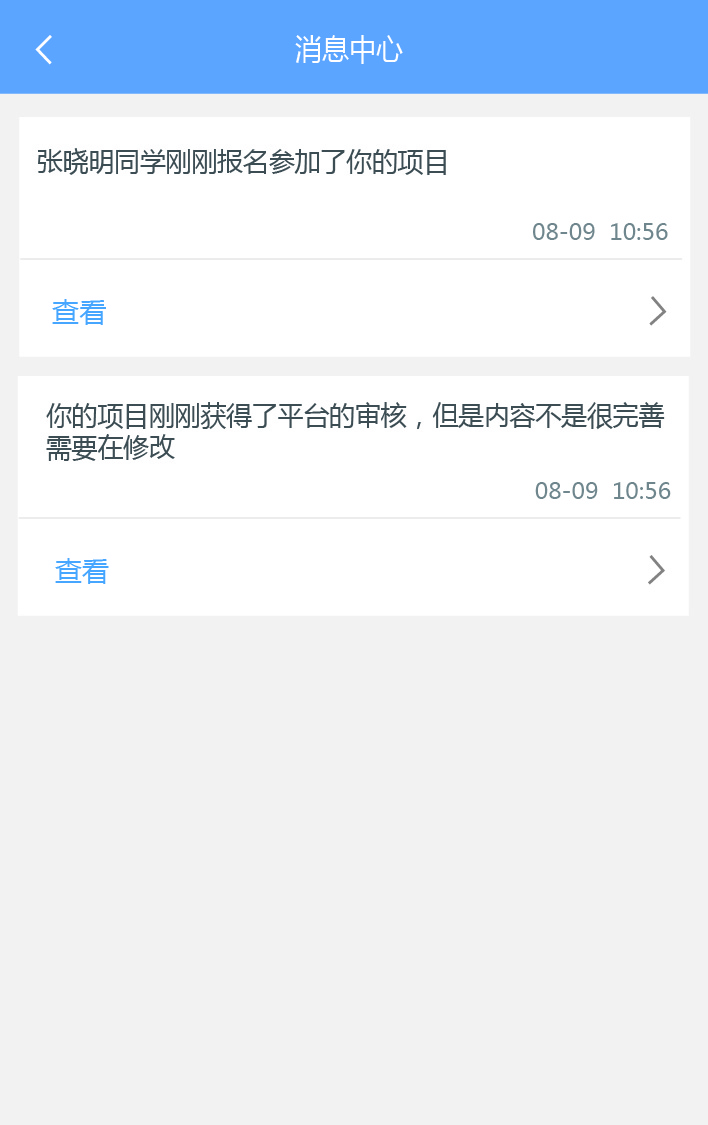 消息中心
张晓明同学刚刚报名参加了你的项目
08-09 10:56
查看
你的项目刚刚获得了平台的审核，但是内容不是很完善
需要在修改
08-09 10:56
查看